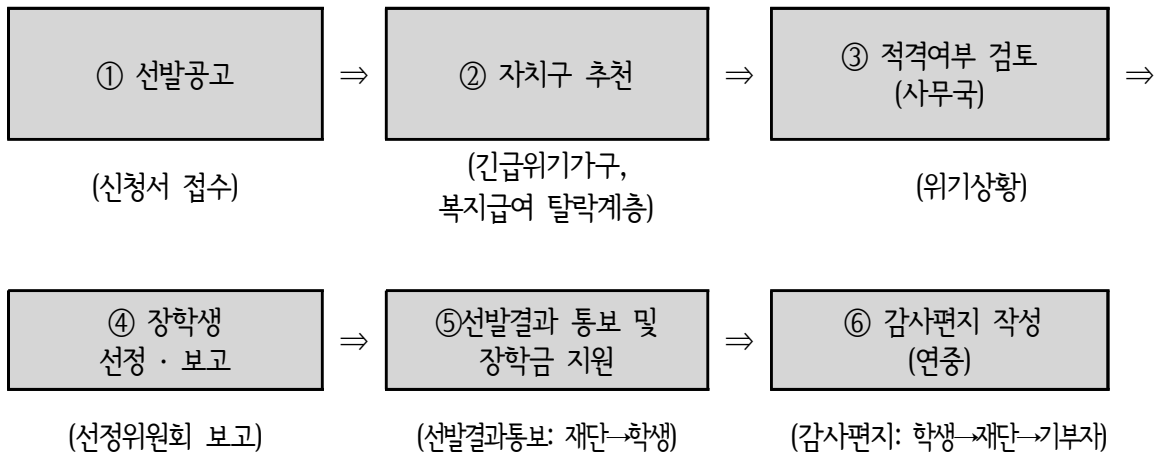 ① 선발공고
⇒
② 자치구 추천
⇒
③ 적격여부 검토
(사무국)
⇒
(신청서 접수)
(긴급위기가구,
복지급여 탈락계층)
(위기상황)
④ 장학생
선정 · 보고
⇒
⑤선발결과 통보 및
장학금 지원
⇒
⑥ 감사편지 작성
(연중)
(선정위원회 보고)
(선발결과통보: 재단→학생)
(감사편지: 학생→재단→기부자)